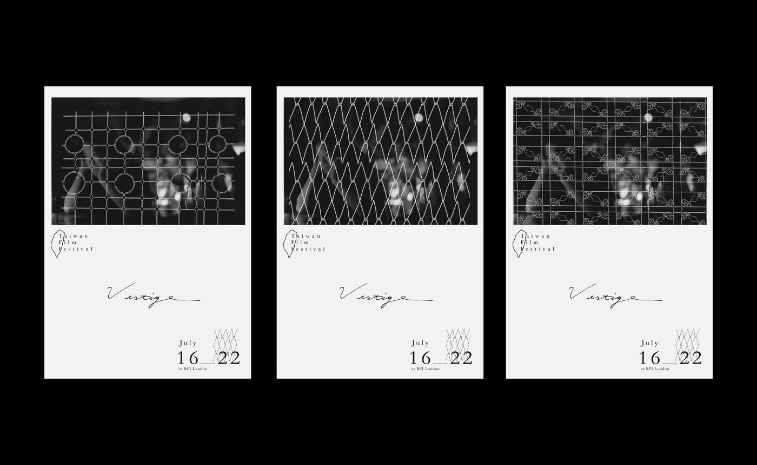 Taiwan
Film
Festival
Vestige
July
16 22
at BFI London
Taiwan
Film
Festival
Vestige
July
16 22
at BFI London
Taiwan
Film
Festival
Vestige
July
16 22
at BFI London